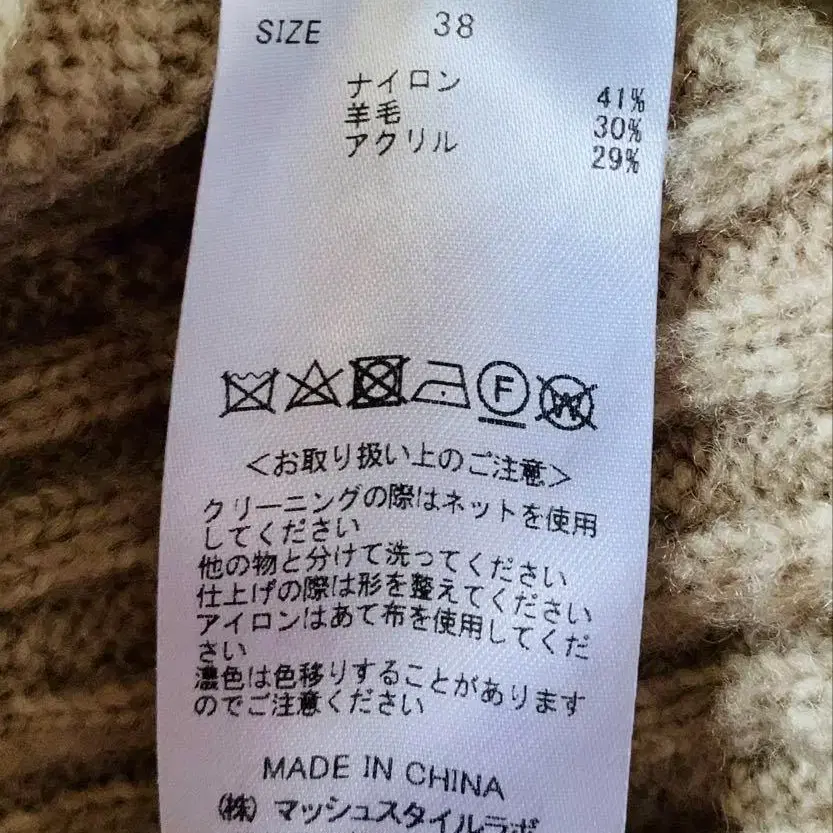 SIZE 38
ナイロン 41%
羊毛 30%
アクリル 29%
F
W
<お取り扱い上のご注意>
クリーニングの際はネットを使用
してください
他の物と分けて洗ってください
仕上げの際は形を整えてください
アイロンはあて布を使用してくだ
さい
濃色は色移りすることがあります
のでご注意ください
MADE IN CHINA
(株)マッシュスタイルラボ